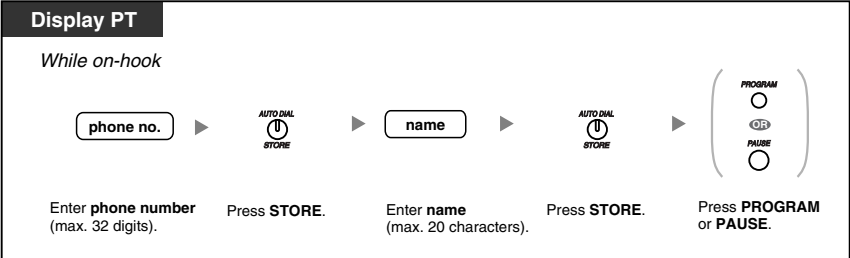 Display PT
While on-hook
phone no.
AUTO DIAL
STORE
name
AUTO DIAL
STORE
PROGRAM
OR
PAUSE
Enter phone number
(max. 32 digits).
Press STORE.
Enter name
(max. 20 characters).
Press STORE.
Press PROGRAM
or PAUSE.